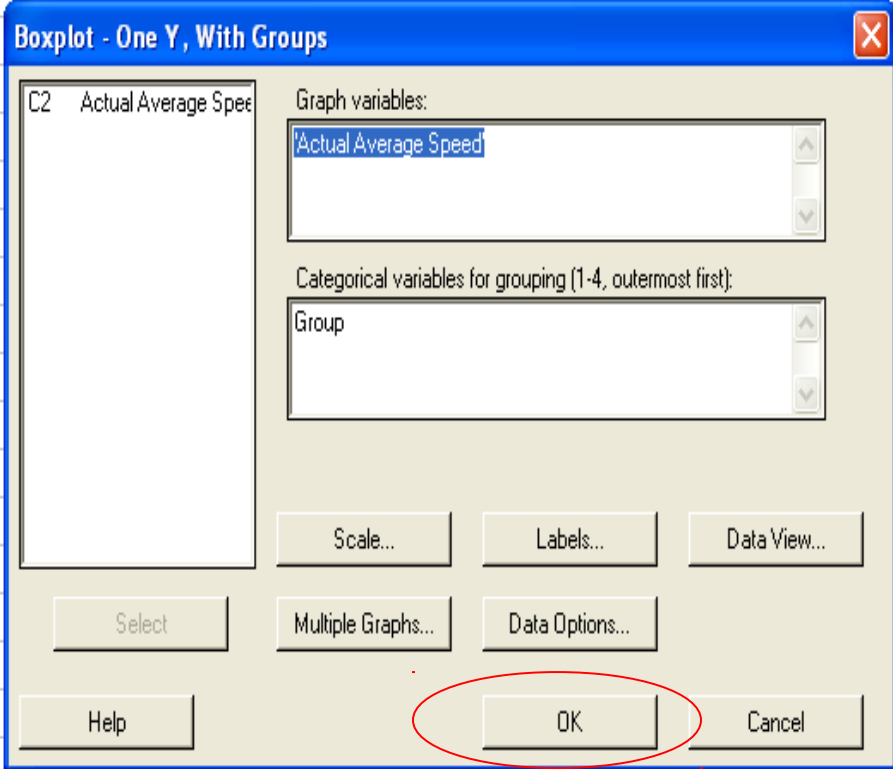 Boxplot - One Y, With Groups
C2 Actual Average Spee
Graph variables:
'Actual Average Speed'
Categorical variables for grouping (1-4, outermost first):
Group
Scale... Labels... Data View...
Select Multiple Graphs... Data Options...
Help OK Cancel